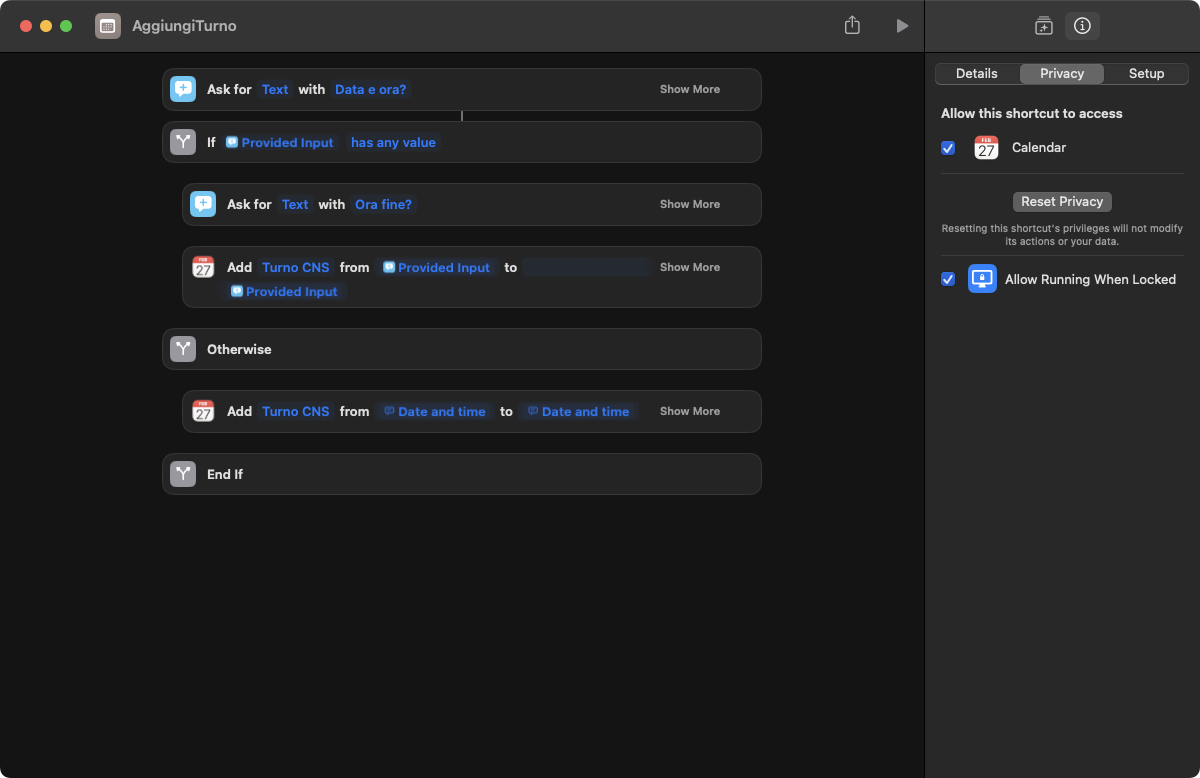 AggiungiTurno
Ask for Text with Data e ora? Show More
If Provided Input has any value
Ask for Text with Ora fine? Show More
FEB
27
Add Turno CNS from Provided Input to Show More
Provided Input
Otherwise
FEB
27
Add Turno CNS from Date and time to Date and time Show More
End If
Details Privacy Setup
Allow this shortcut to access
FEB
27
Calendar
Reset Privacy
Resetting this shortcut's privileges will not modify
its actions or your data.
Allow Running When Locked